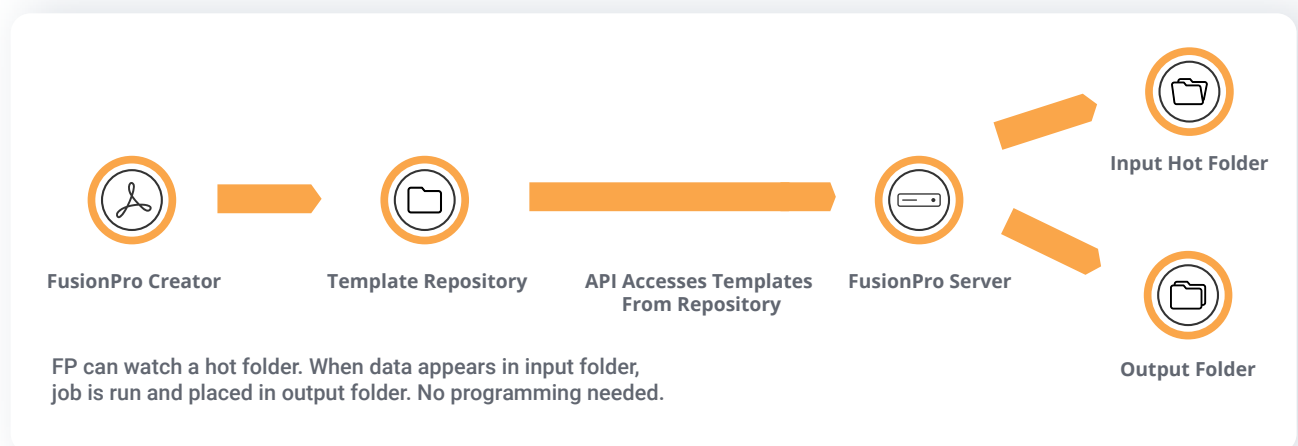 Input Hot Folder
FusionPro Creator
Template Repository
API Accesses Templates
From Repository
FusionPro Server
Output Folder
FP can watch a hot folder. When data appears in input folder,
job is run and placed in output folder. No programming needed.